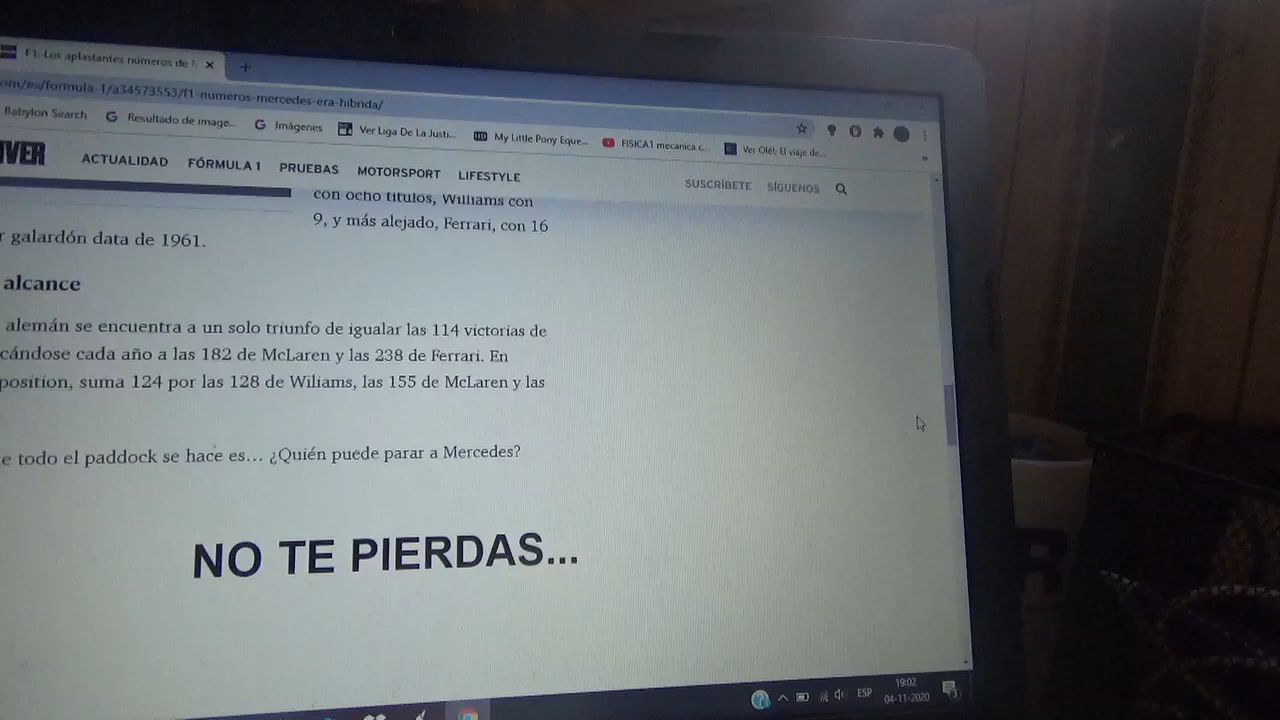 F1: Los aplastantes números de
om/es/formula-1/a34573553/f1-numeros-mercedes-era-hibrida/
Babylon Search
Resultado de image...
Imágenes
Ver Liga De La Justi...
HD
My Little Pony Eque...
FISICA1 mecanica c...
Ver Olé!: El viaje de...
»
IVER
ACTUALIDAD
FÓRMULA 1
PRUEBAS
MOTORSPORT
LIFESTYLE
SUSCRÍBETE
SÍGUENOS
con ocho títulos, Williams con
9, y más alejado, Ferrari, con 16
r galardón data de 1961.
alcance
alemán se encuentra a un solo triunfo de igualar las 114 victorias de
cándose cada año a las 182 de McLaren y las 238 de Ferrari. En
position, suma 124 por las 128 de Wiliams, las 155 de McLaren y las
e todo el paddock se hace es... ¿Quién puede parar a Mercedes?
NO TE PIERDAS...
ESP
19:02
04-11-2020
3